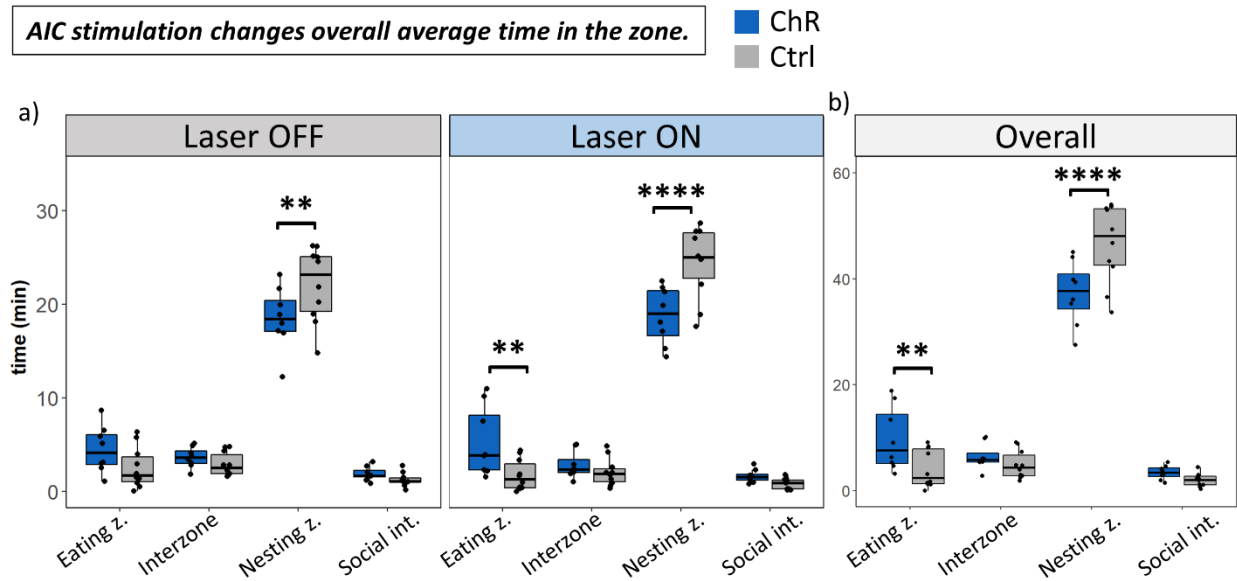 AIC stimulation changes overall average time in the zone.
ChR
Ctrl
a)
Laser OFF
Laser ON
b)
Overall
time (min)
30
20
10
0
**
**
****
60
40
20
0
**
****
Eating z.
Interzone
Nesting z.
Social int.
Eating z.
Interzone
Nesting z.
Social int.
Eating z.
Interzone
Nesting z.
Social int.